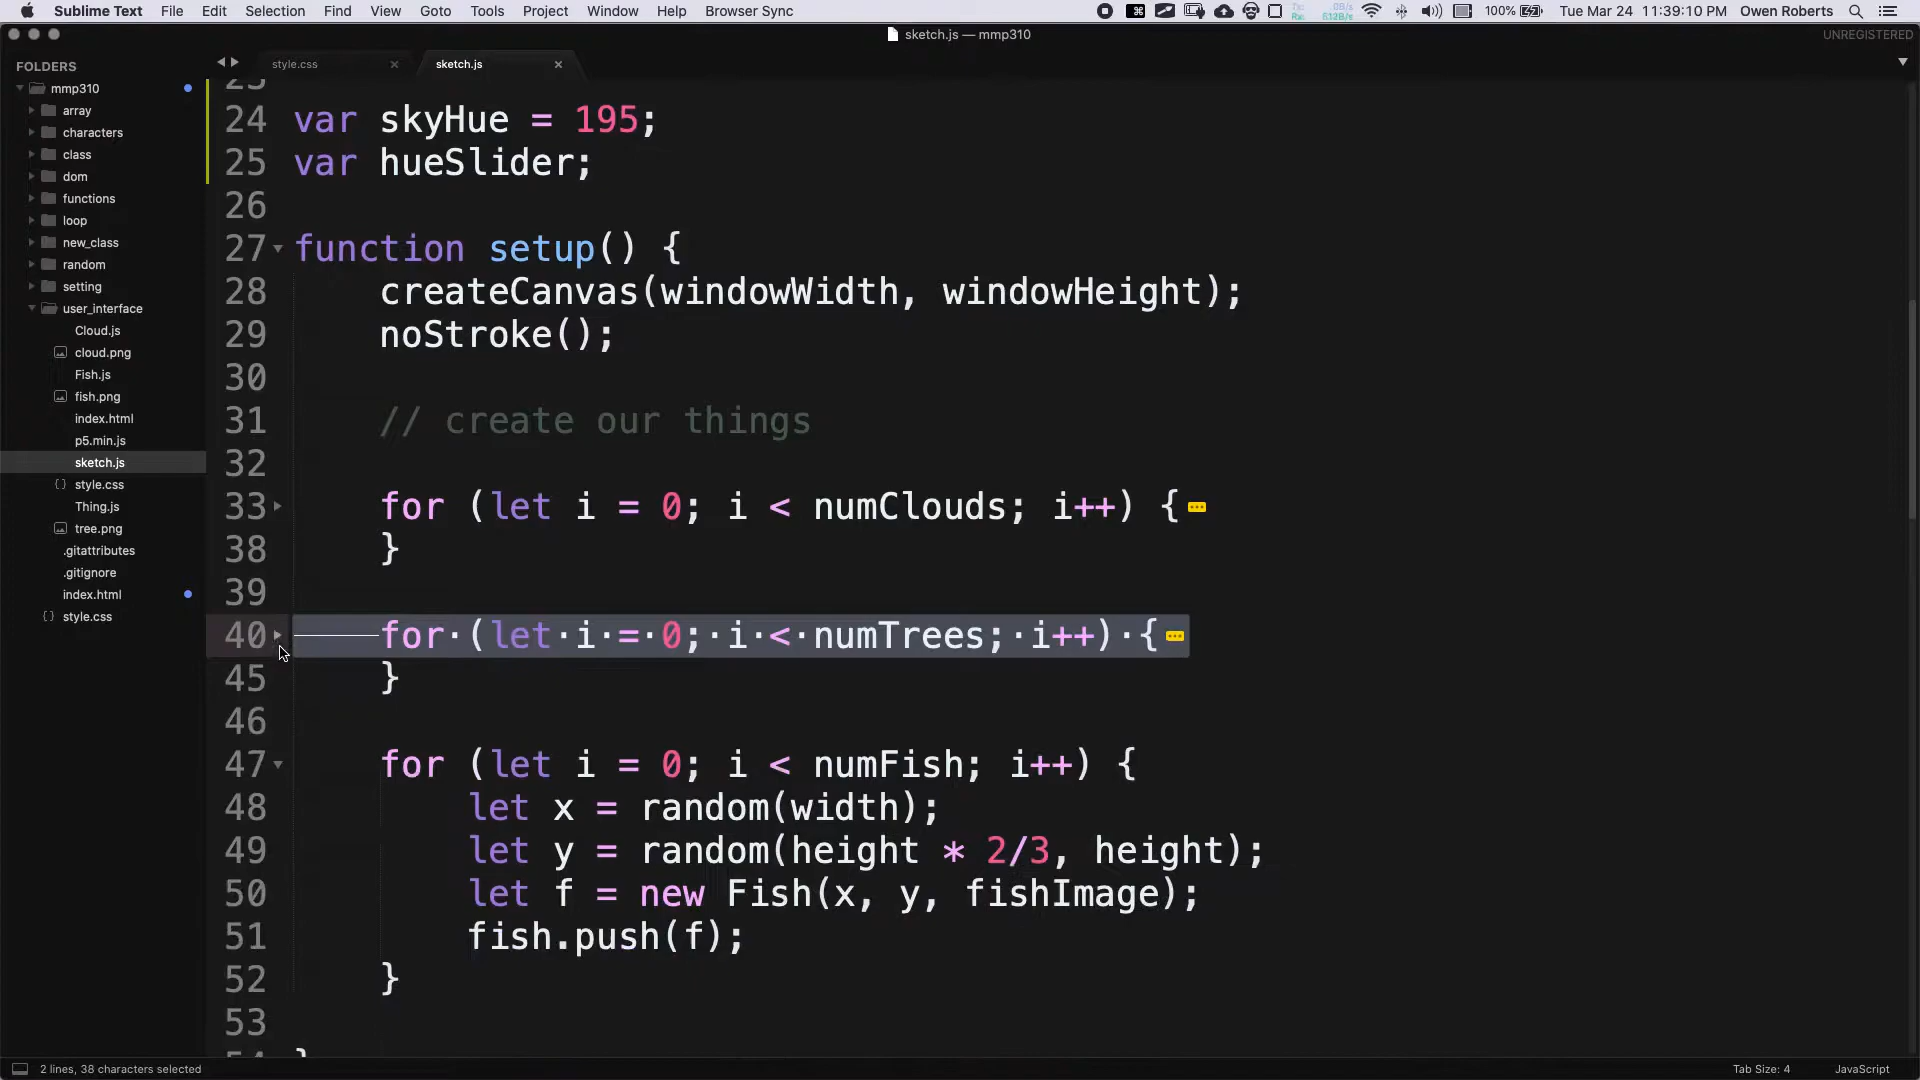 Sublime Text File Edit Selection Find View Goto Tools Project Window Help Browser Sync 100% Tue Mar 24 11:39:10 PM Owen Roberts
sketch.js — mmp310 UNREGISTERED
FOLDERS
mmp310
array
characters
class
dom
functions
loop
new_class
random
setting
user_interface
Cloud.js
cloud.png
Fish.js
fish.png
index.html
p5.min.js
sketch.js
style.css
Thing.js
tree.png
.gitattributes
.gitignore
index.html
style.css
style.css sketch.js
23
24 var skyHue = 195;
25 var hueSlider;
26
27 function setup() {
28 createCanvas(windowWidth, windowHeight);
29 noStroke();
30
31 // create our things
32
33 for (let i = 0; i < numClouds; i++) {
38 }
39
40 for (let i = 0; i < numTrees; i++) {
45 }
46
47 for (let i = 0; i < numFish; i++) {
48 let x = random(width);
49 let y = random(height * 2/3, height);
50 let f = new Fish(x, y, fishImage);
51 fish.push(f);
52 }
53
54 }
2 lines, 38 characters selected Tab Size: 4 JavaScript